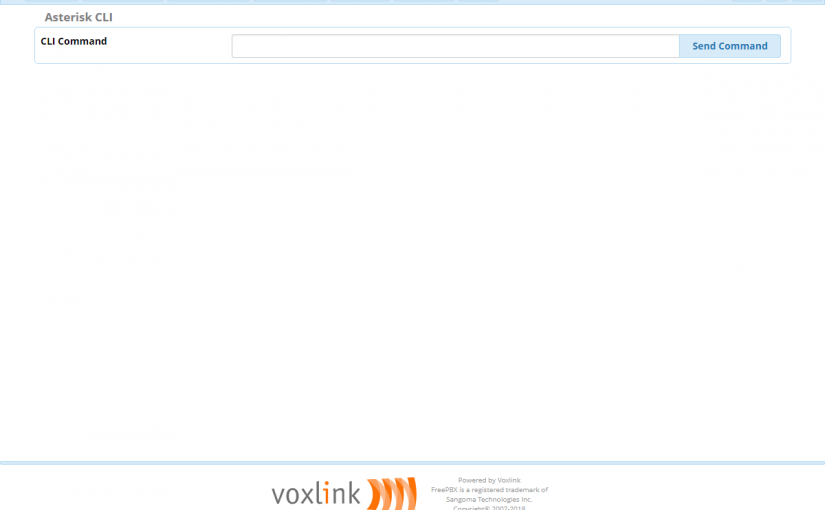 Asterisk CLI
CLI Command
Send Command
voxlink
Powered by Voxlink
FreePBX is a registered trademark of
Sangoma Technologies Inc.
Copyright© 2007-2018